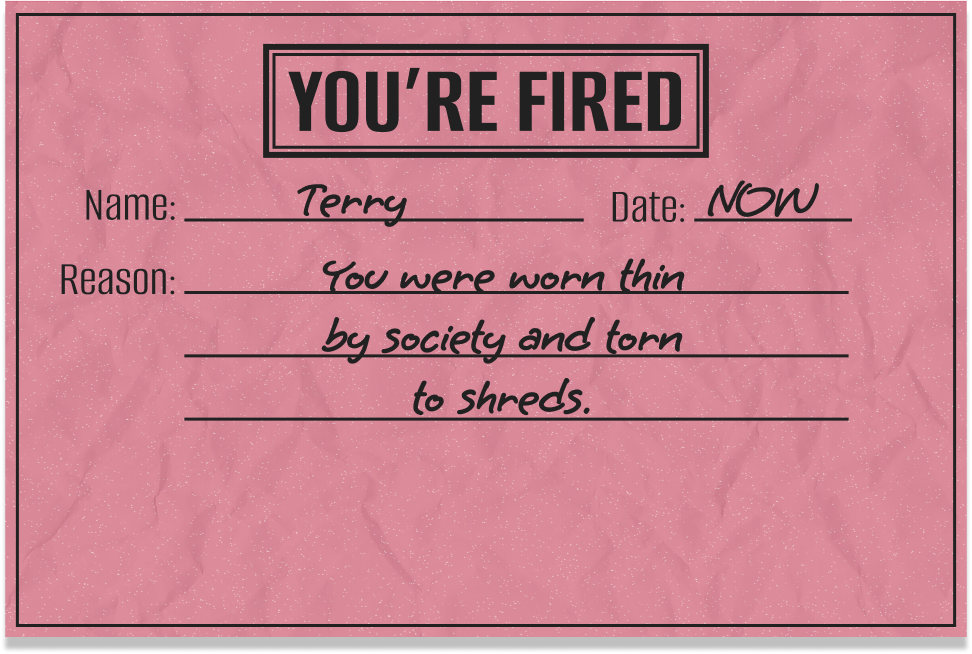 YOU'RE FIRED
Name: Terry Date: NOW
Reason: You were worn thin
by society and torn
to shreds.